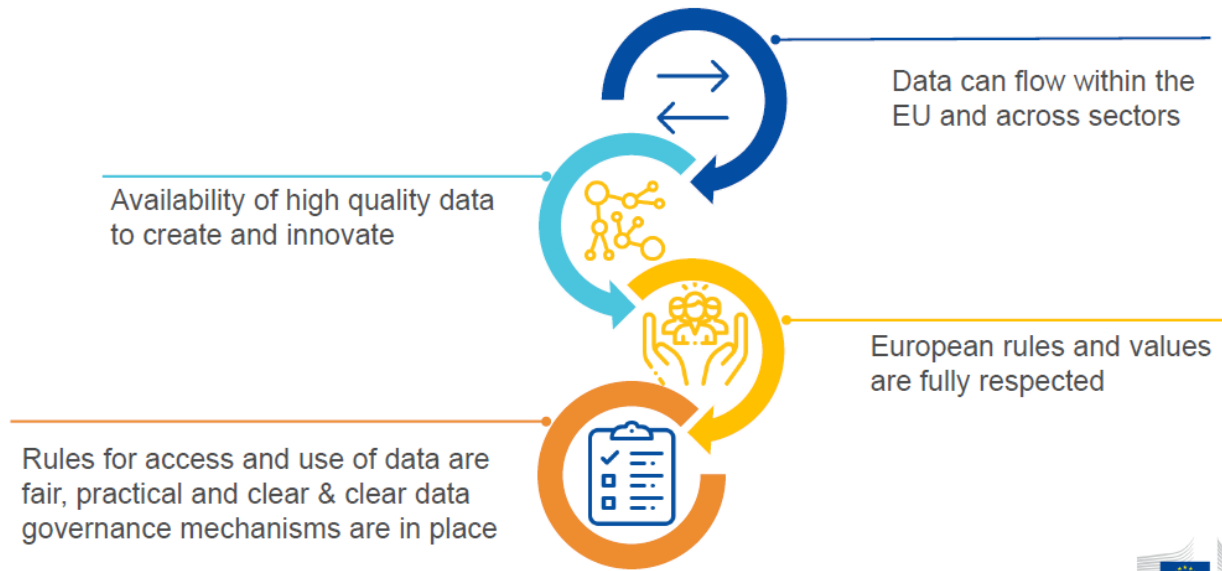 Data can flow within the
EU and across sectors
Availability of high quality data
to create and innovate
European rules and values
are fully respected
Rules for access and use of data are
fair, practical and clear & clear data
governance mechanisms are in place